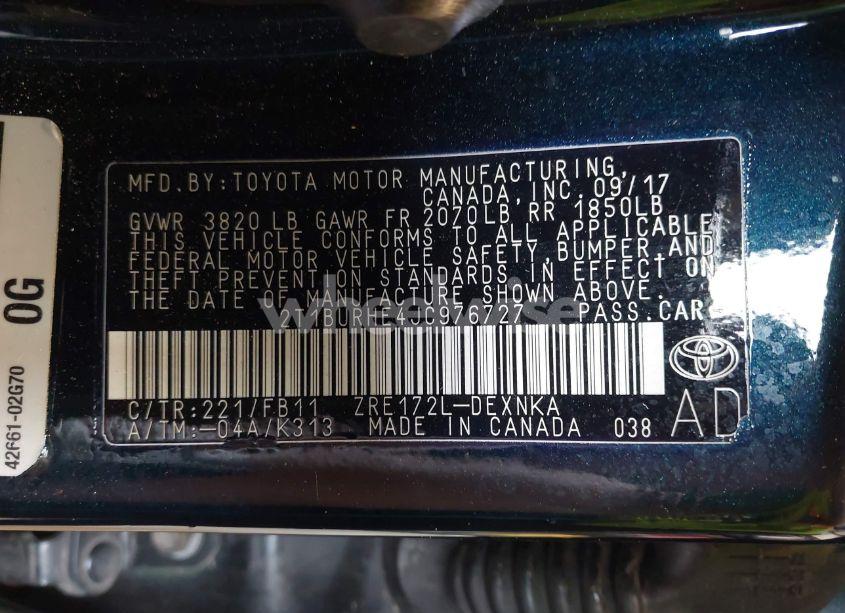 MFD. BY: TOYOTA MOTOR MANUFACTURING,
CANADA, INC. 09/17
GVWR 3820 LB GAWR FR 2070LB RR 1850LB
THIS VEHICLE CONFORMS TO ALL APPLICABLE
FEDERAL MOTOR VEHICLE SAFETY, BUMPER, AND
THEFT PREVENTION STANDARDS IN EFFECT ON
THE DATE OF MANUFACTURE SHOWN ABOVE.
PASS. CAR
C/TR: 221/FB11 ZRE172L-DEXNKA
A/TM: -04A/K313 MADE IN CANADA 038
AD
0G
42661-02G70